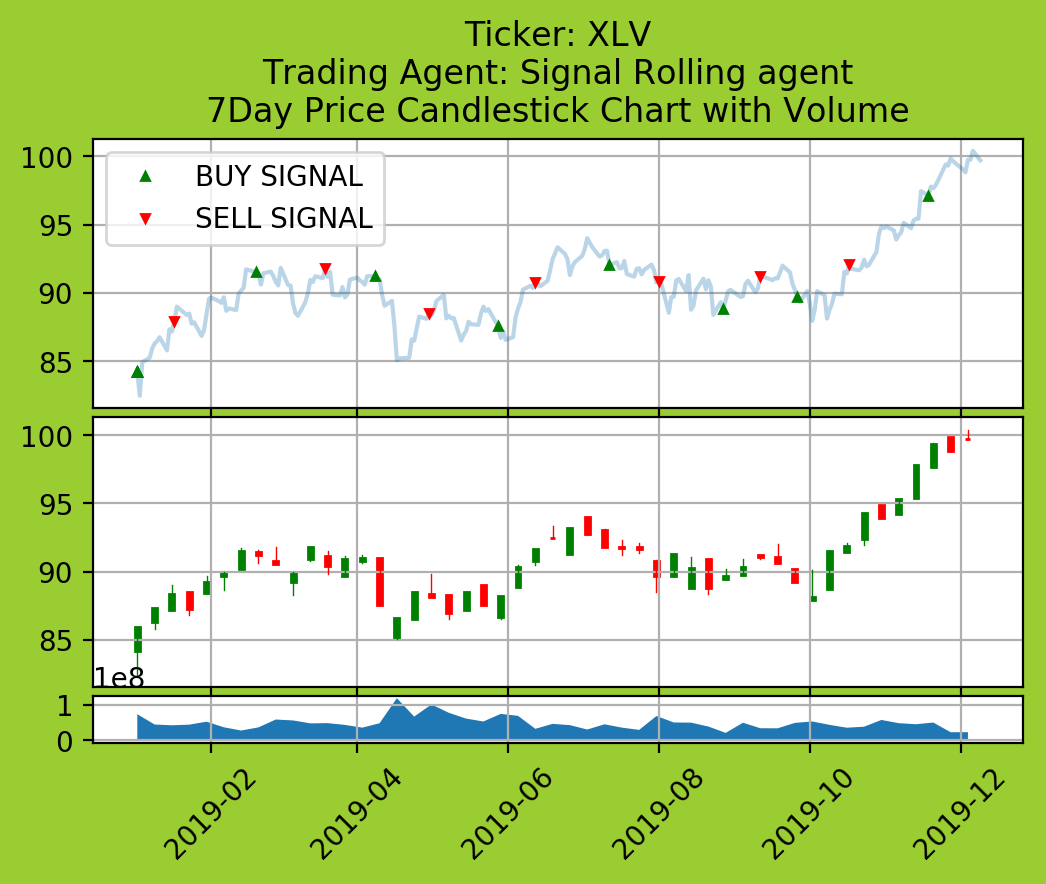 Ticker: XLV
Trading Agent: Signal Rolling agent
7Day Price Candlestick Chart with Volume
100
95
90
85
BUY SIGNAL
SELL SIGNAL
100
95
90
85
1e8
1
0
2019-02
2019-04
2019-06
2019-08
2019-10
2019-12